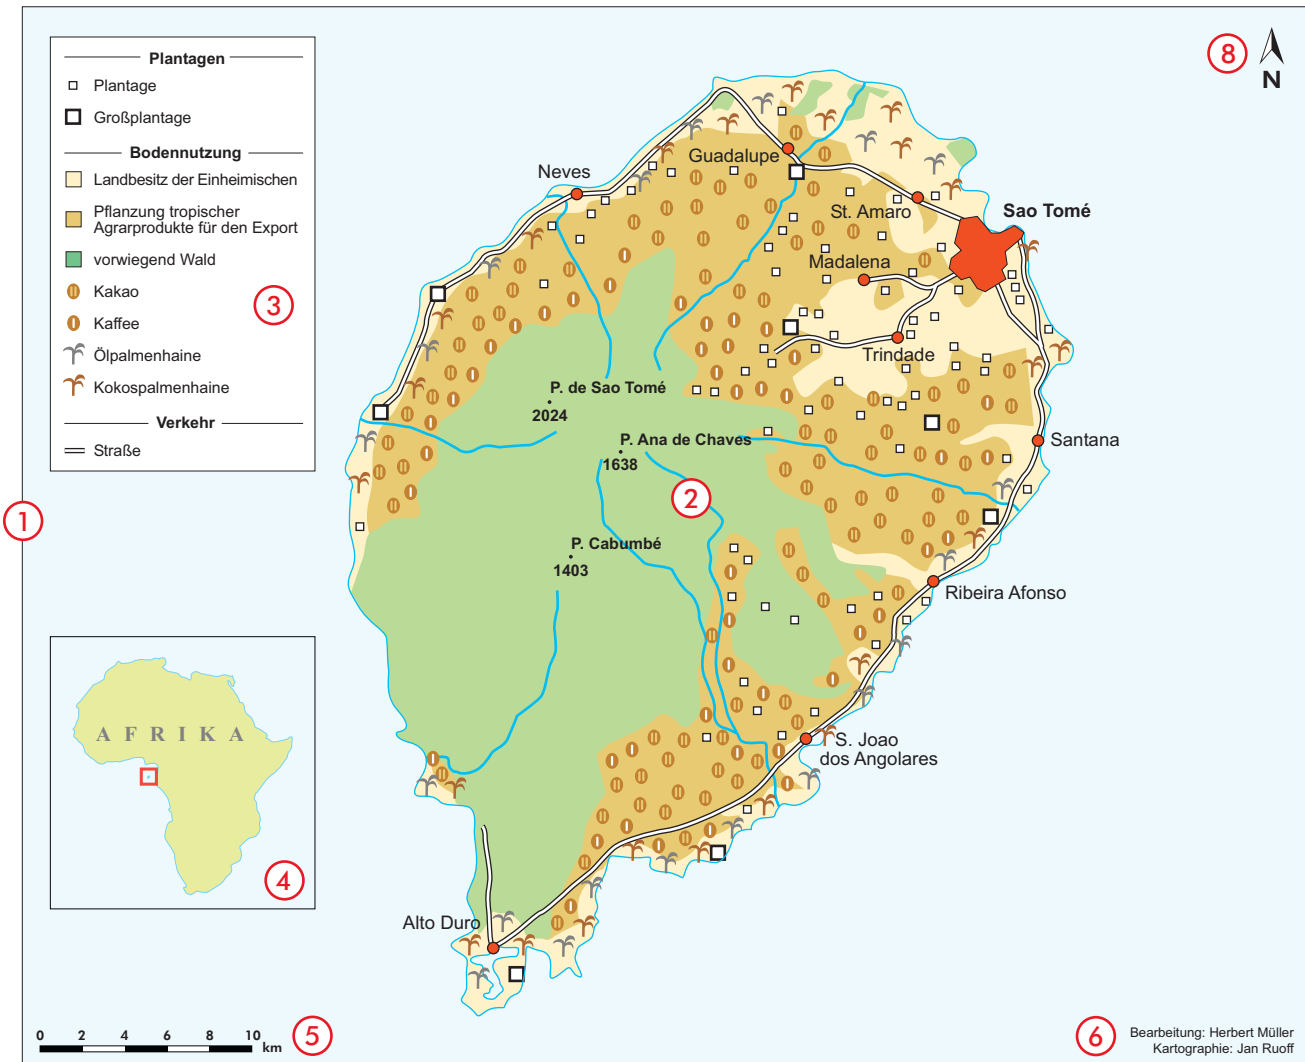 Plantagen
Plantage
Großplantage
Bodennutzung
Landbesitz der Einheimischen
Pflanzung tropischer
Agrarprodukte für den Export
vorwiegend Wald
Kakao
Kaffee
Ölpalmenhaine
Kokospalmenhaine
Verkehr
Straße
3
1
8
N
Neves
Guadalupe
St. Amaro
Sao Tomé
Madalena
Trindade
P. de Sao Tomé
2024
P. Ana de Chaves
1638
2
Santana
P. Cabumbé
1403
Ribeira Afonso
S. Joao
dos Angolares
Alto Duro
AFRIKA
4
0 2 4 6 8 10
km
5
6
Bearbeitung: Herbert Müller
Kartographie: Jan Ruoff